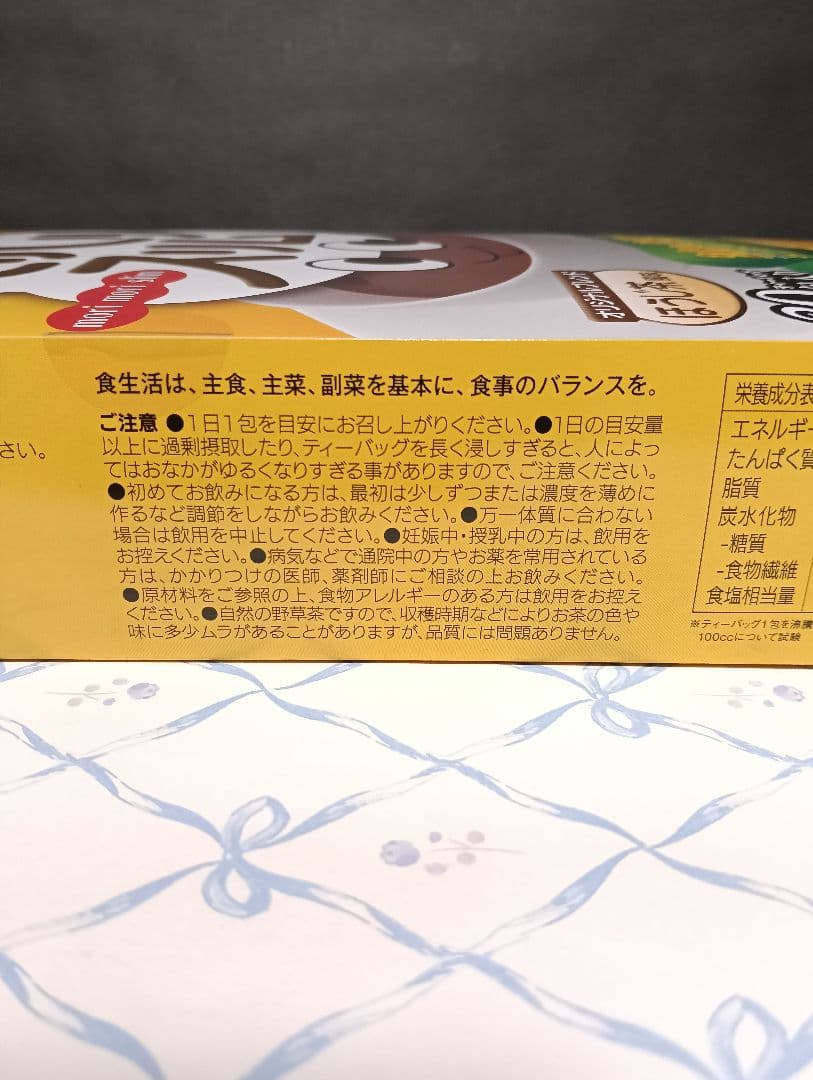 mori mori slim
食生活は、主食、主菜、副菜を基本に、食事のバランスを。
ご注意 ●1日1包を目安にお召し上がりください。●1日の目安量
以上に過剰摂取したり、ティーバッグを長く浸しすぎると、人によっ
てはおなかがゆるくなりすぎる事がありますので、ご注意ください。
●初めてお飲みになる方は、最初は少しずつまたは濃度を薄めに
作るなど調節をしながらお飲みください。●万一体質に合わない
場合は飲用を中止してください。●妊娠中・授乳中の方は、飲用を
お控えください。●病気などで通院中の方やお薬を常用されている
方は、かかりつけの医師、薬剤師にご相談の上お飲みください。
●原材料をご参照の上、食物アレルギーのある方は飲用をお控え
ください。●自然の野草茶ですので、収穫時期などによりお茶の色や
味に多少ムラがあることがありますが、品質には問題ありません。
さい。
栄養成分表
エネルギー
たんぱく質
脂質
炭水化物
-糖質
-食物繊維
食塩相当量
※ティーバッグ1包を沸騰
100ccについて試験